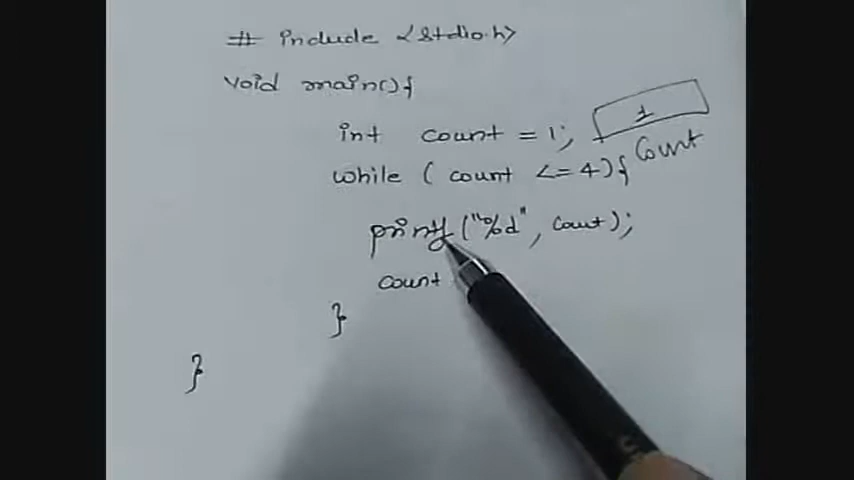 # include <stdio.h>
void main(){
int count = 1;
1
count
while ( count <= 4){
printf("%d", count);
count
}
}